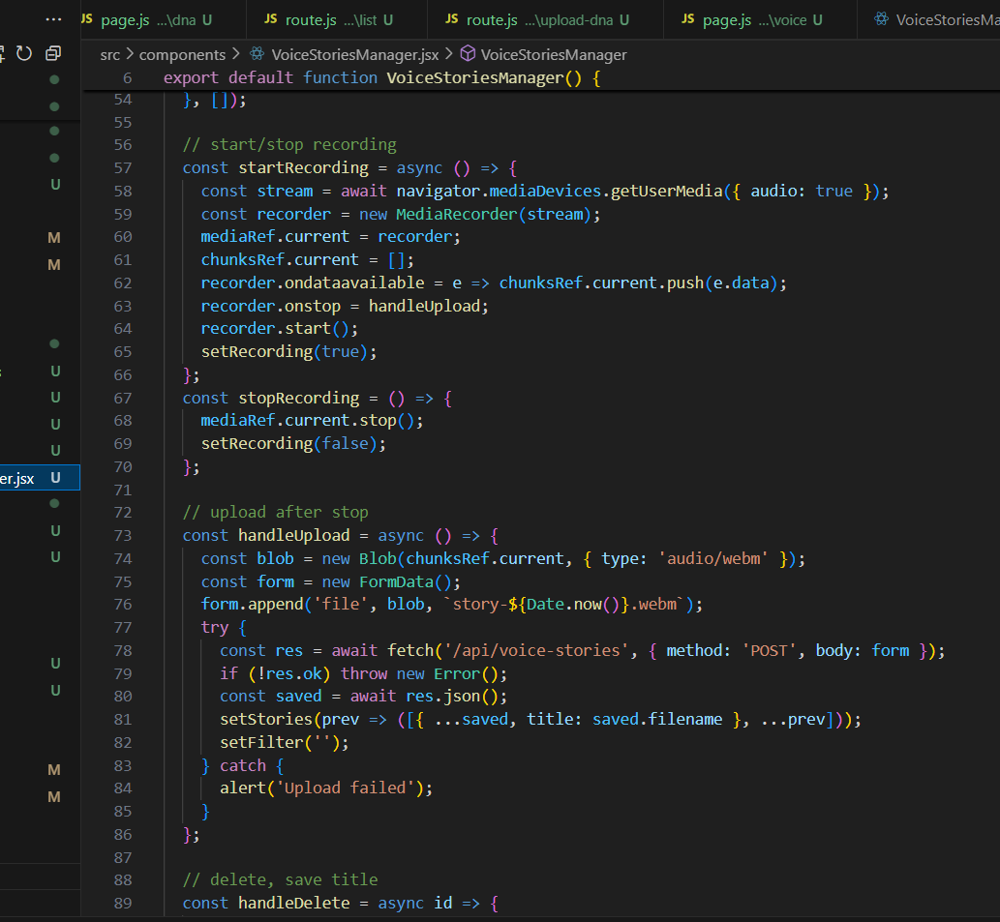 JS page.js ...\dna U JS route.js ...\list U JS route.js ...\upload-dna U JS page.js ...\voice U VoiceStoriesMa
src > components > VoiceStoriesManager.jsx > VoiceStoriesManager
6 export default function VoiceStoriesManager() {
54 }, []);
55
56 // start/stop recording
57 const startRecording = async () => {
58 const stream = await navigator.mediaDevices.getUserMedia({ audio: true });
59 const recorder = new MediaRecorder(stream);
60 mediaRef.current = recorder;
61 chunksRef.current = [];
62 recorder.ondataavailable = e => chunksRef.current.push(e.data);
63 recorder.onstop = handleUpload;
64 recorder.start();
65 setRecording(true);
66 };
67 const stopRecording = () => {
68 mediaRef.current.stop();
69 setRecording(false);
70 };
71
72 // upload after stop
73 const handleUpload = async () => {
74 const blob = new Blob(chunksRef.current, { type: 'audio/webm' });
75 const form = new FormData();
76 form.append('file', blob, `story-${Date.now()}.webm`);
77 try {
78 const res = await fetch('/api/voice-stories', { method: 'POST', body: form });
79 if (!res.ok) throw new Error();
80 const saved = await res.json();
81 setStories(prev => ([{ ...saved, title: saved.filename }, ...prev]));
82 setFilter('');
83 } catch {
84 alert('Upload failed');
85 }
86 };
87
88 // delete, save title
89 const handleDelete = async id => {
U
M
M
s U
U
U
U
er.jsx U
U
U
U
U
M
M